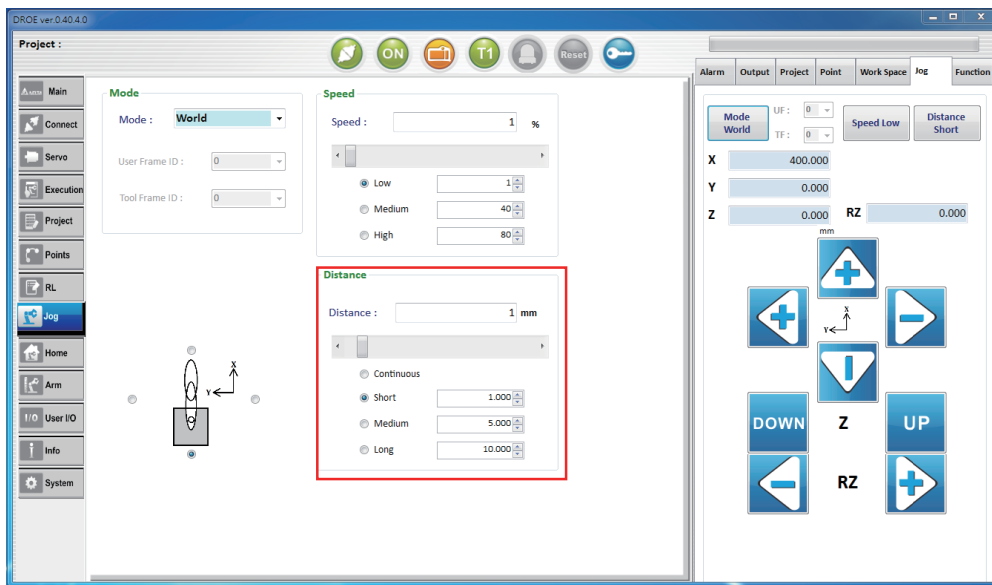 DROE ver.0.40.4.0
Project :
ON
T1
Reset
Alarm Output Project Point Work Space Jog Function
Main
Connect
Servo
Execution
Project
Points
RL
Jog
Home
Arm
I/O User I/O
Info
System
Mode
Mode : World
User Frame ID : 0
Tool Frame ID : 0
X
Y
Speed
Speed : 1 %
Low 1
Medium 40
High 80
Distance
Distance : 1 mm
Continuous
Short 1.000
Medium 5.000
Long 10.000
Mode World
UF : 0
TF : 0
Speed Low
Distance Short
X 400.000
Y 0.000
Z 0.000 RZ 0.000
mm
X
Y
DOWN Z UP
RZ